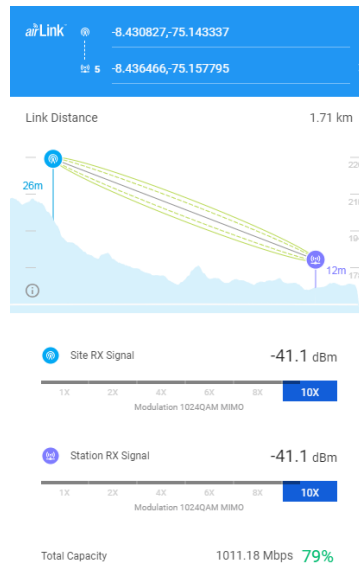 airLink™
-8.430827,-75.143337
5 -8.436466,-75.157795
Link Distance 1.71 km
26m
12m
Site RX Signal -41.1 dBm
1X 2X 4X 6X 8X 10X
Modulation 1024QAM MIMO
Station RX Signal -41.1 dBm
1X 2X 4X 6X 8X 10X
Modulation 1024QAM MIMO
Total Capacity 1011.18 Mbps 79%